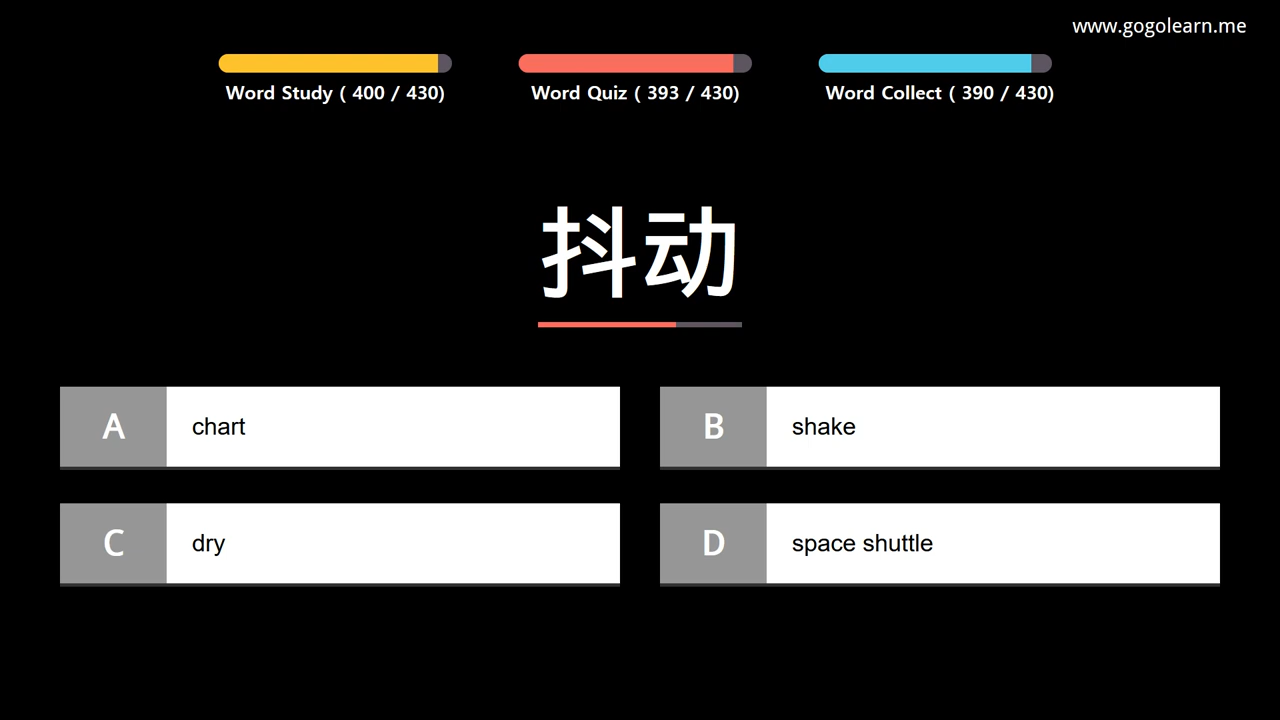 www.gogolearn.me
Word Study ( 400 / 430)
Word Quiz ( 393 / 430)
Word Collect ( 390 / 430)
抖动
A chart
B shake
C dry
D space shuttle